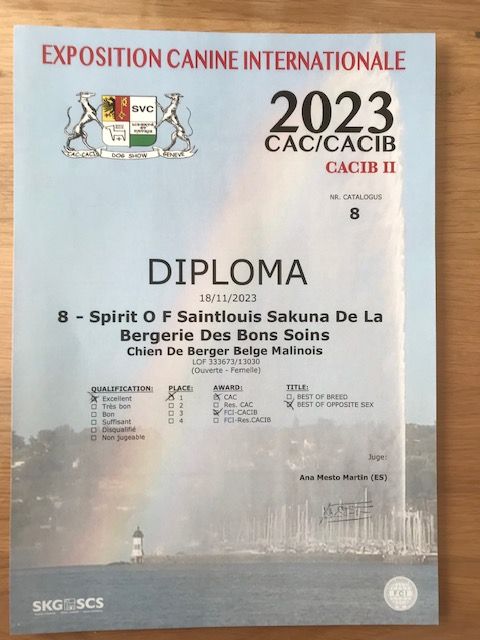 EXPOSITION CANINE INTERNATIONALE
SVC
CAC-CACIB DOG SHOW GENEVE
2023
CAC/CACIB
CACIB II
NR. CATALOGUS
8
DIPLOMA
18/11/2023
8 - Spirit O F Saintlouis Sakuna De La
Bergerie Des Bons Soins
Chien De Berger Belge Malinois
LOF 333673/13030
(Ouverte - Femelle)
QUALIFICATION: PLACE: AWARD: TITLE:
Excellent 1 CAC BEST OF BREED
Très bon 2 Res. CAC BEST OF OPPOSITE SEX
Bon 3 FCI-CACIB
Suffisant 4 FCI-Res.CACIB
Disqualifié
Non jugeable
Juge:
Ana Mesto Martin (ES)
SKG SCS
FCI